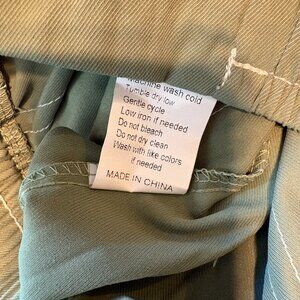 Machine wash cold
Tumble dry low
Gentle cycle
Low iron if needed
Do not bleach
Do not dry clean
Wash with like colors
if needed
MADE IN CHINA